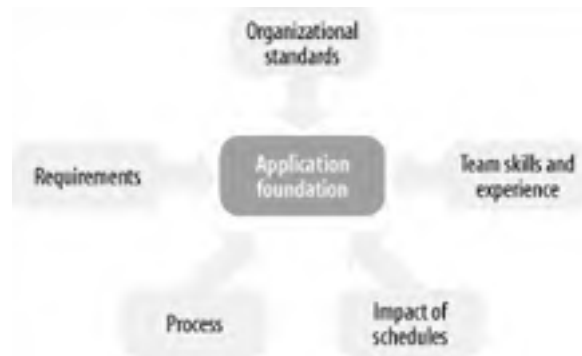 Organizational
standards
Requirements
Application
foundation
Team skills and
experience
Process
Impact of
schedules